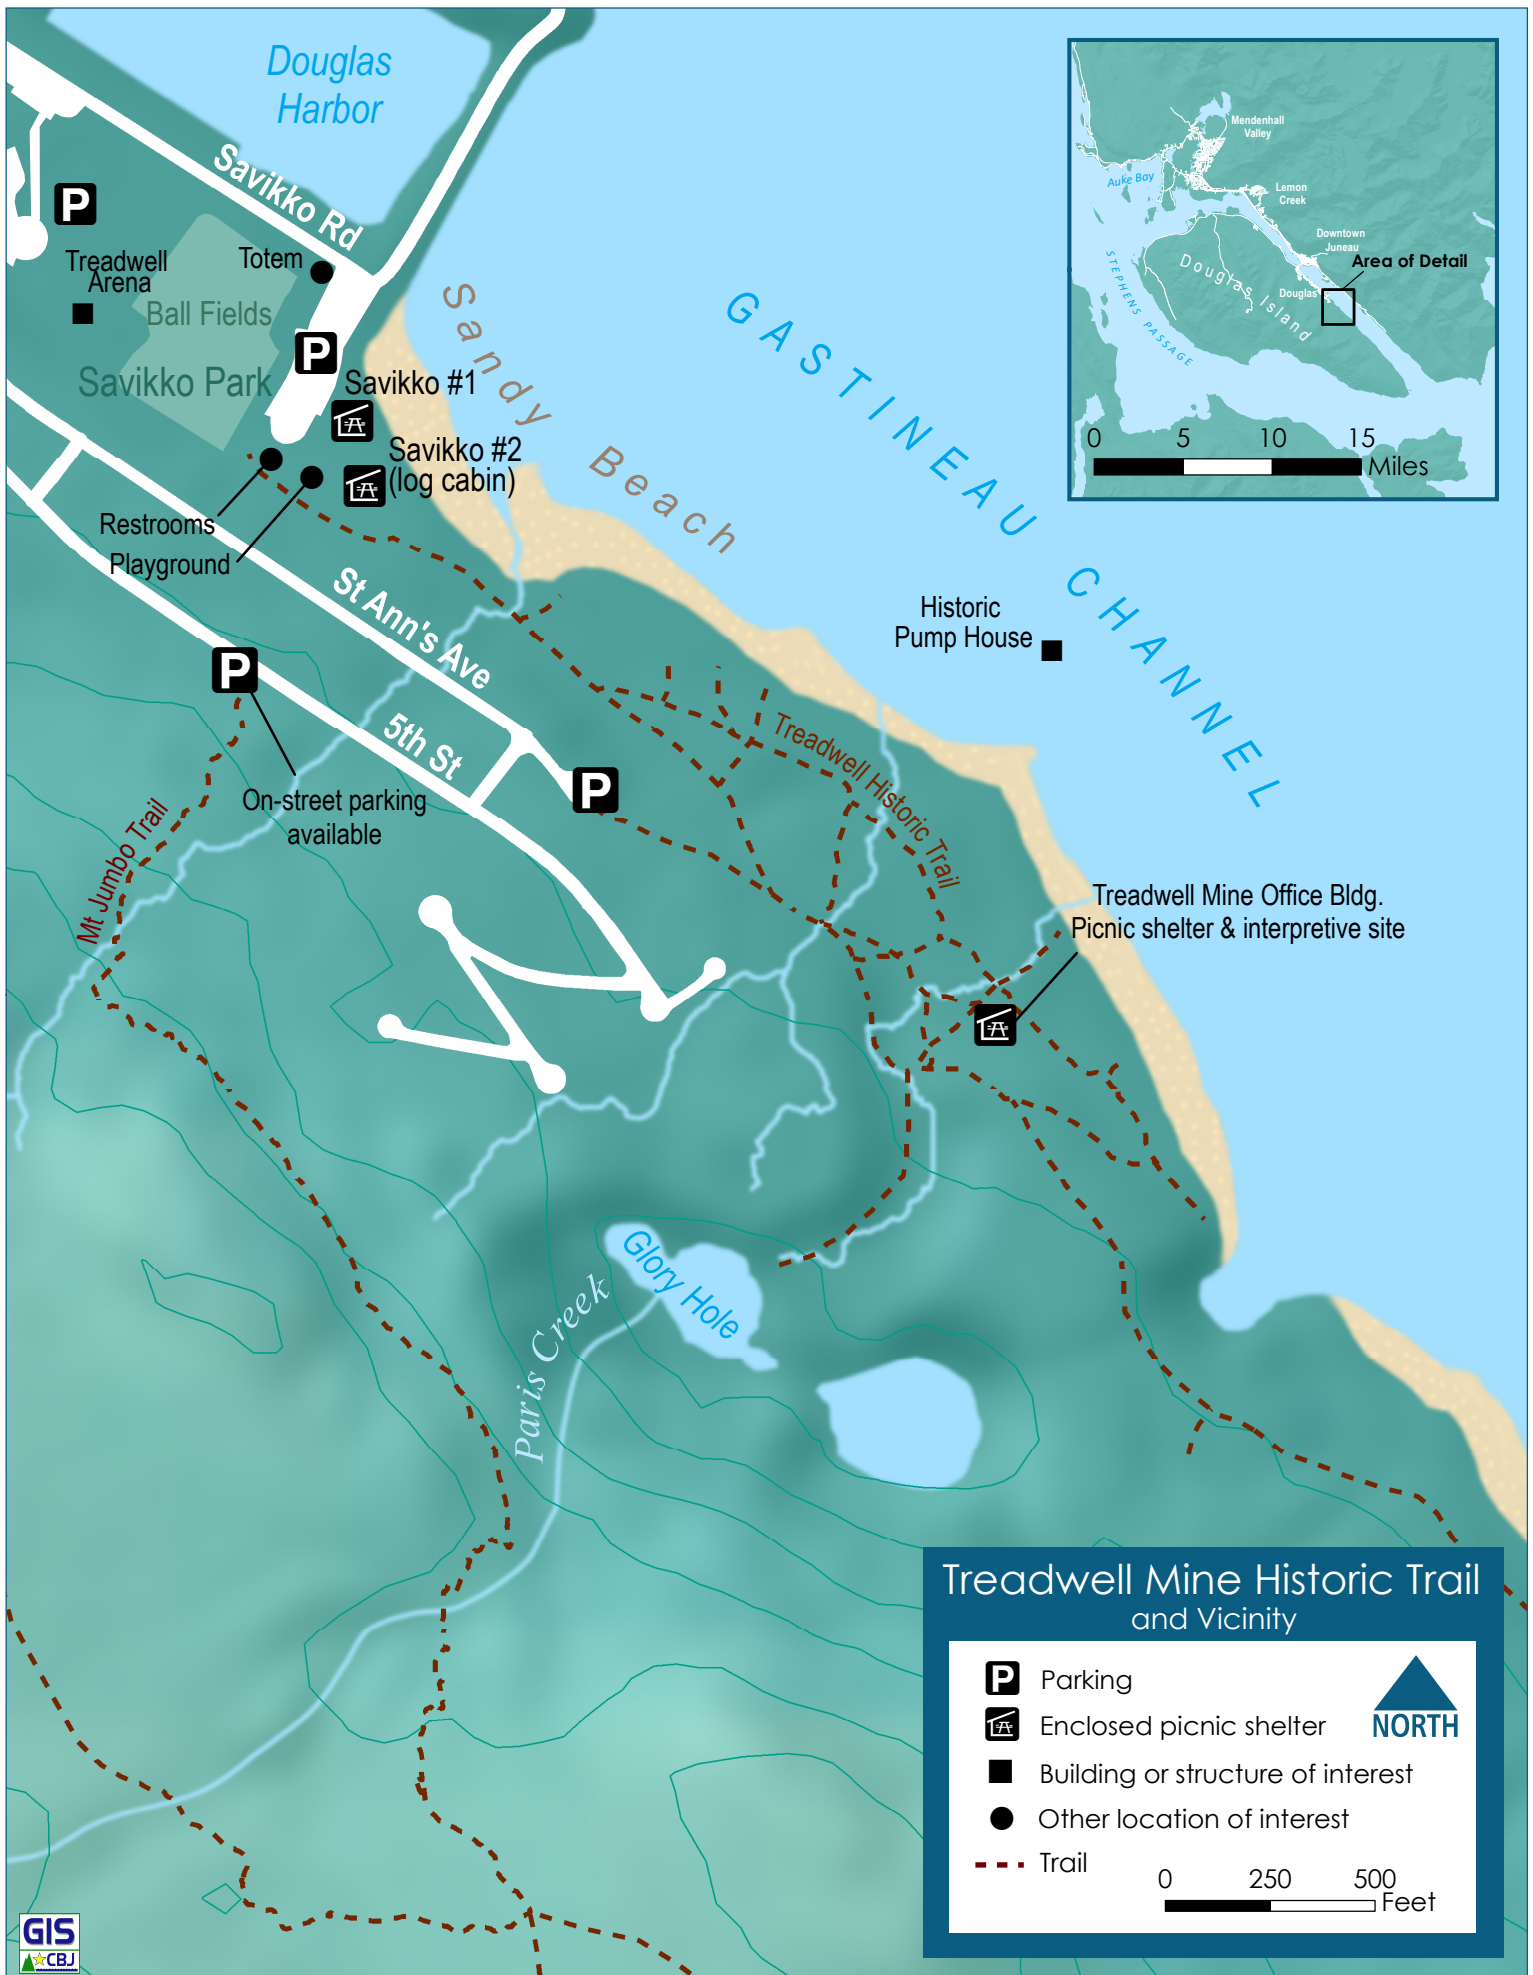 Douglas
Harbor
Savikko Rd
P
Treadwell
Arena
Totem
Ball Fields
Savikko Park
P
Savikko #1
Savikko #2
(log cabin)
Restrooms
Playground
Sandy Beach
GASTINEAU CHANNEL
St Ann's Ave
5th St
P
On-street parking
available
P
Mt Jumbo Trail
Historic
Pump House
Treadwell Historic Trail
Treadwell Mine Office Bldg.
Picnic shelter & interpretive site
Glory Hole
Paris Creek
Mendenhall
Valley
Auke Bay
Lemon
Creek
Downtown
Juneau
Area of Detail
Douglas
Douglas Island
STEPHENS PASSAGE
0 5 10 15
Miles
Treadwell Mine Historic Trail
and Vicinity
P Parking
Enclosed picnic shelter
NORTH
Building or structure of interest
Other location of interest
Trail
0 250 500
Feet
GIS
CBJ